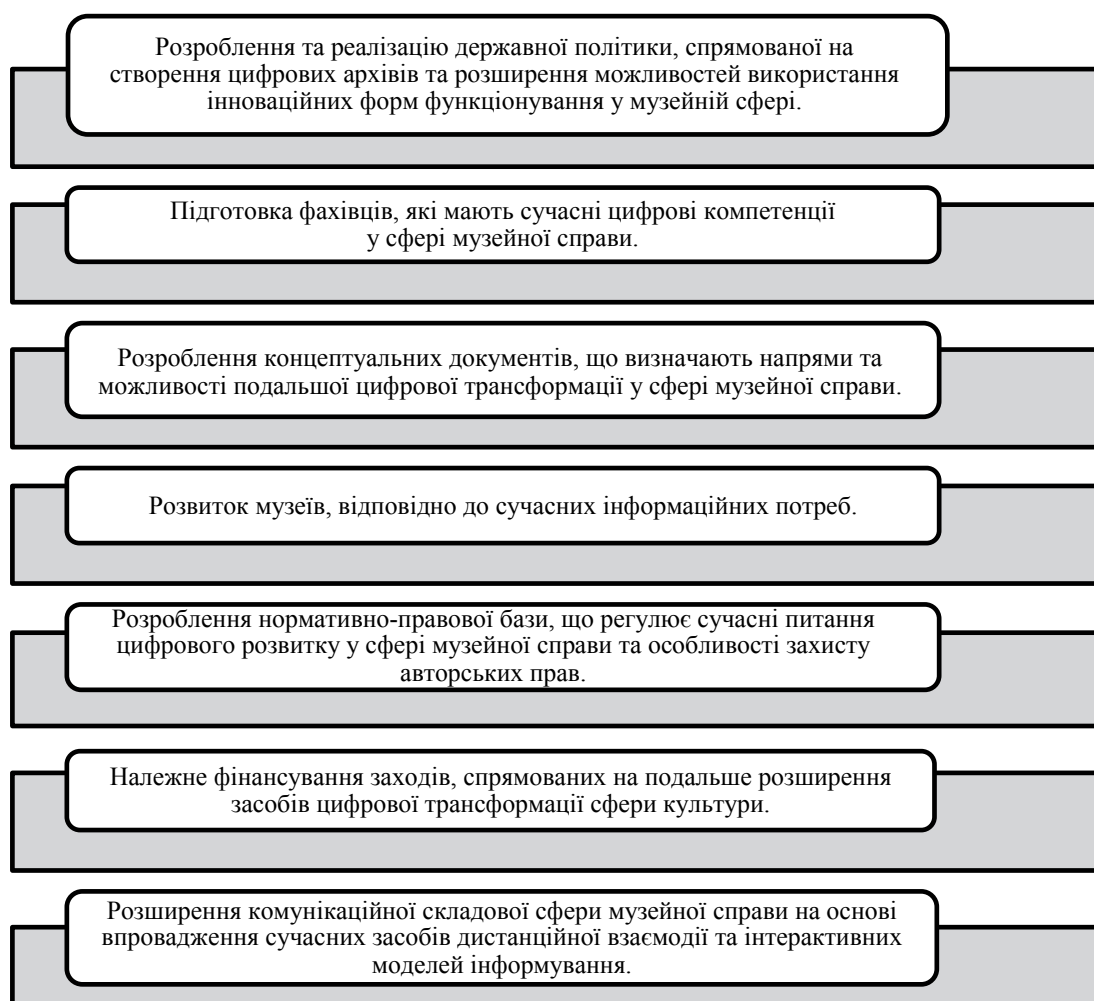 Розроблення та реалізацію державної політики, спрямованої на
створення цифрових архівів та розширення можливостей використання
інноваційних форм функціонування у музейній сфері.
Підготовка фахівців, які мають сучасні цифрові компетенції
у сфері музейної справи.
Розроблення концептуальних документів, що визначають напрями та
можливості подальшої цифрової трансформації у сфері музейної справи.
Розвиток музеїв, відповідно до сучасних інформаційних потреб.
Розроблення нормативно-правової бази, що регулює сучасні питання
цифрового розвитку у сфері музейної справи та особливості захисту
авторських прав.
Належне фінансування заходів, спрямованих на подальше розширення
засобів цифрової трансформації сфери культури.
Розширення комунікаційної складової сфери музейної справи на основі
впровадження сучасних засобів дистанційної взаємодії та інтерактивних
моделей інформування.